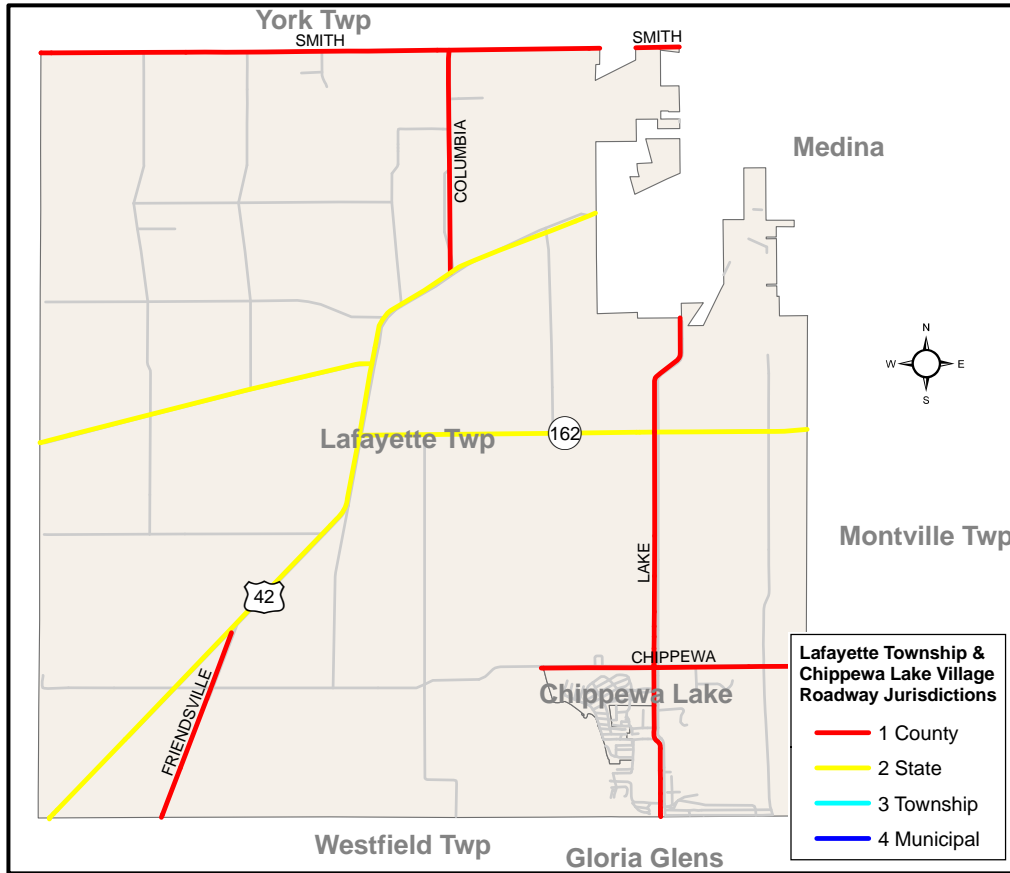 York Twp
SMITH
SMITH
COLUMBIA
Medina
N
W
E
S
162
Lafayette Twp
Montville Twp
LAKE
42
CHIPPEWA
Chippewa Lake
FRIENDSVILLE
Lafayette Township &
Chippewa Lake Village
Roadway Jurisdictions
1 County
2 State
3 Township
4 Municipal
Westfield Twp
Gloria Glens